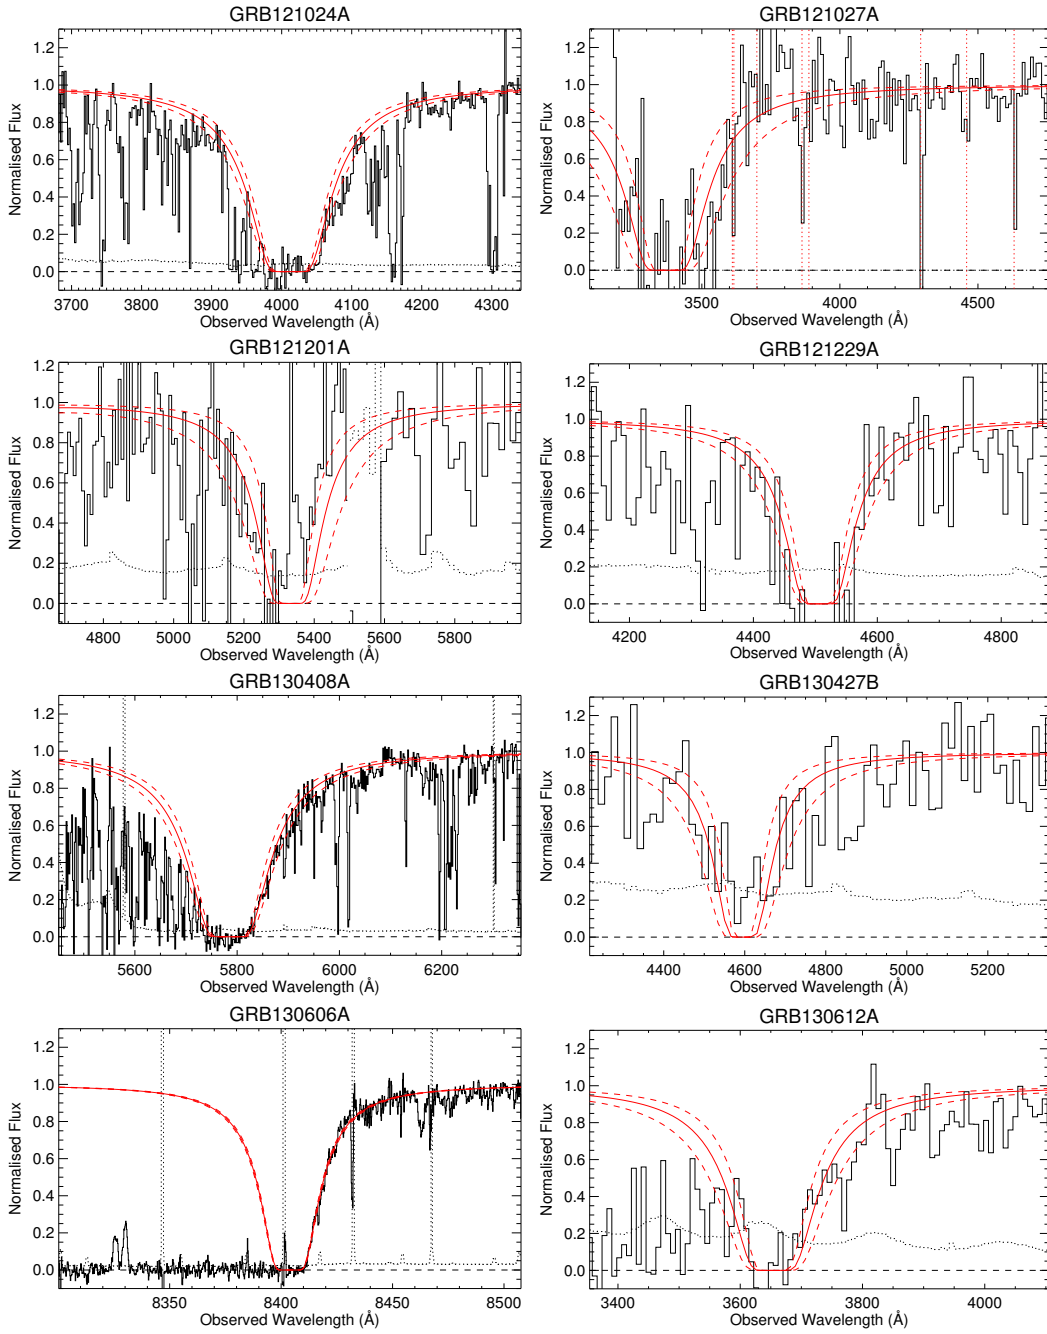 GRB121024A
1.2
1.0
0.8
0.6
0.4
0.2
0.0
Normalised Flux
3700 3800 3900 4000 4100 4200 4300
Observed Wavelength (Å)
GRB121027A
1.2
1.0
0.8
0.6
0.4
0.2
0.0
Normalised Flux
3500 4000 4500
Observed Wavelength (Å)
GRB121201A
1.2
1.0
0.8
0.6
0.4
0.2
0.0
Normalised Flux
4800 5000 5200 5400 5600 5800
Observed Wavelength (Å)
GRB121229A
1.2
1.0
0.8
0.6
0.4
0.2
0.0
Normalised Flux
4200 4400 4600 4800
Observed Wavelength (Å)
GRB130408A
1.2
1.0
0.8
0.6
0.4
0.2
0.0
Normalised Flux
5600 5800 6000 6200
Observed Wavelength (Å)
GRB130427B
1.2
1.0
0.8
0.6
0.4
0.2
0.0
Normalised Flux
4400 4600 4800 5000 5200
Observed Wavelength (Å)
GRB130606A
1.2
1.0
0.8
0.6
0.4
0.2
0.0
Normalised Flux
8350 8400 8450 8500
Observed Wavelength (Å)
GRB130612A
1.2
1.0
0.8
0.6
0.4
0.2
0.0
Normalised Flux
3400 3600 3800 4000
Observed Wavelength (Å)